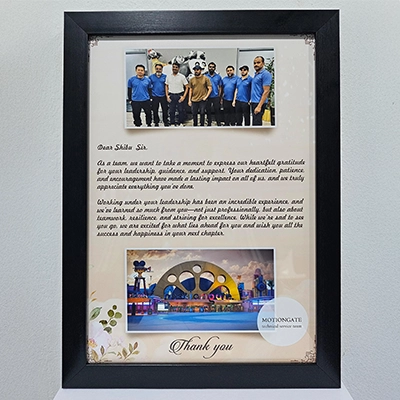 Dear Shibu Sir,
As a team, we want to take a moment to express our heartfelt gratitude
for your leadership, guidance, and support. Your dedication, patience,
and encouragement have made a lasting impact on all of us, and we truly
appreciate everything you've done.
Working under your leadership has been an incredible experience, and
we've learned so much from you—not just professionally, but also about
teamwork, resilience, and striving for excellence. While we're sad to see
you go, we are excited for what lies ahead for you and wish you all the
success and happiness in your next chapter.
MOTIONGATE
technical service team
Thank you